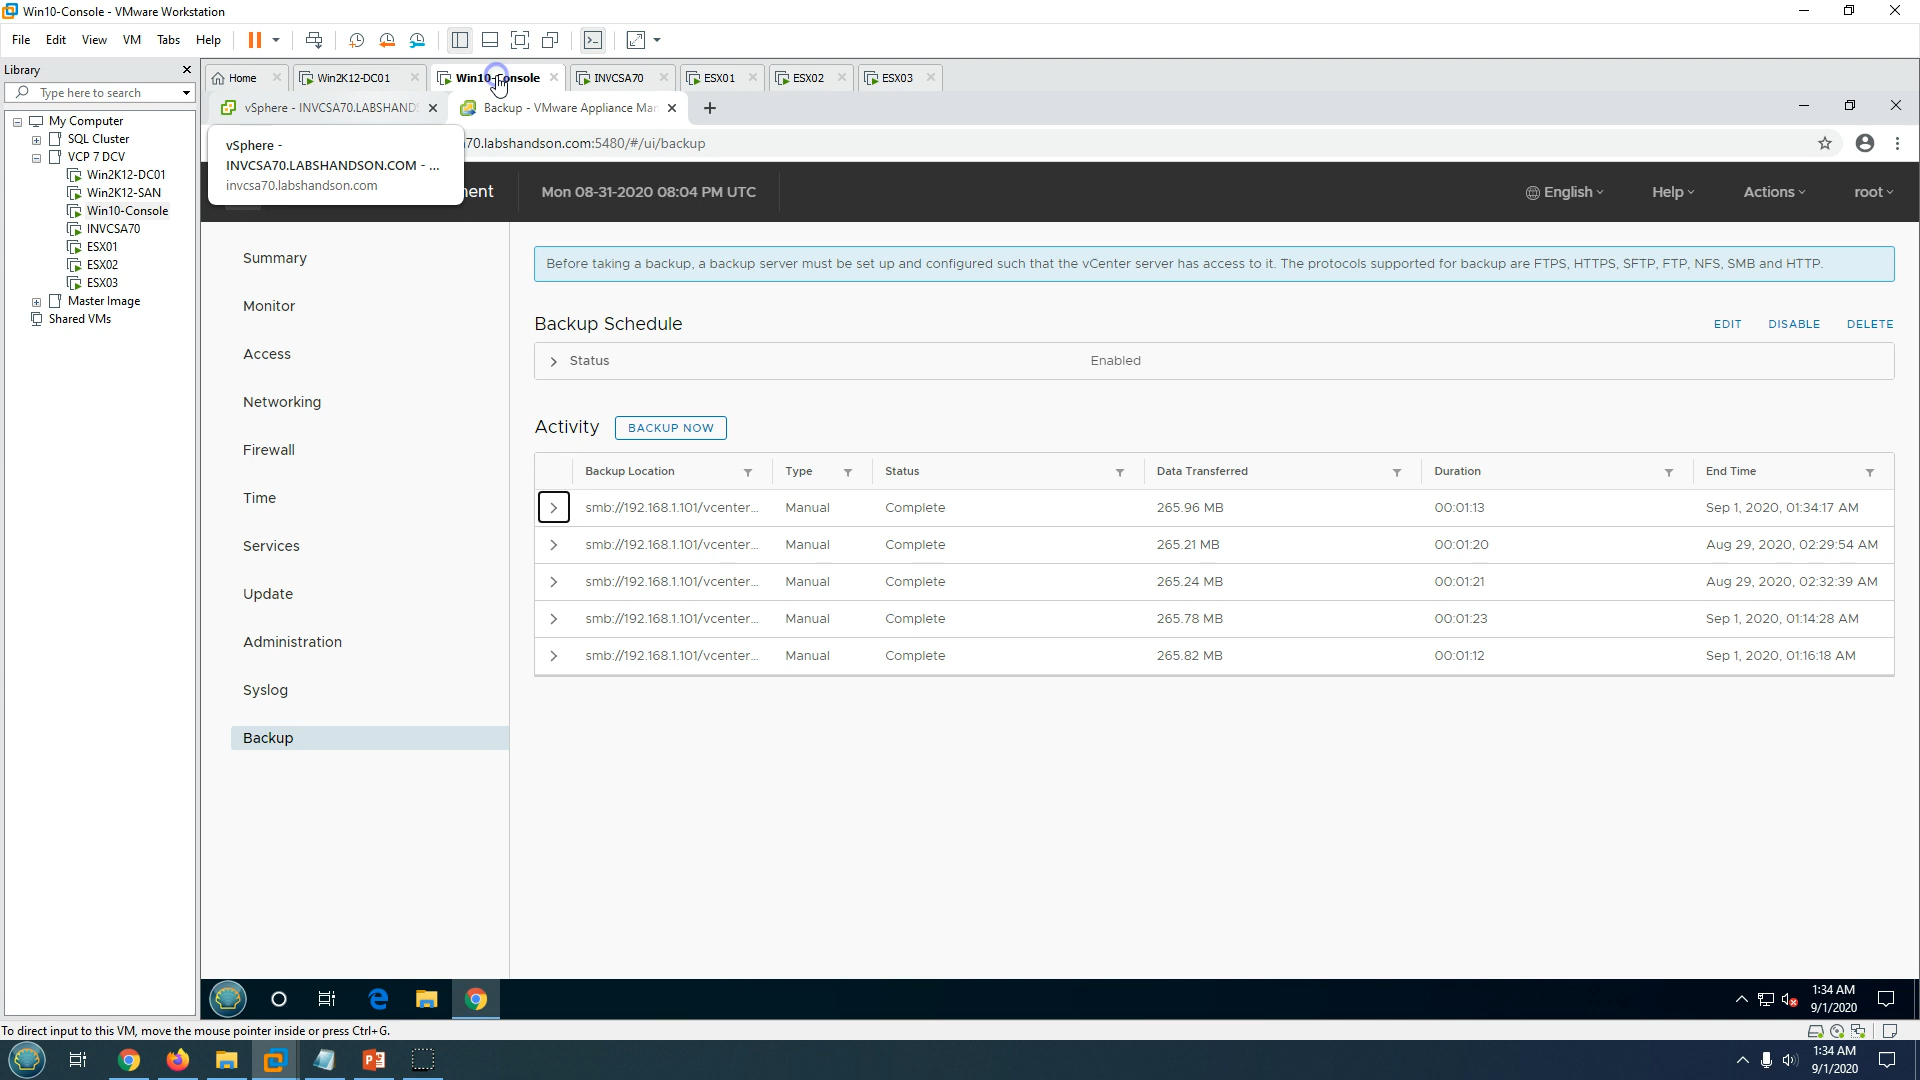 Win10-Console - VMware Workstation
File Edit View VM Tabs Help
Library
Type here to search
My Computer
SQL Cluster
VCP 7 DCV
Win2K12-DC01
Win2K12-SAN
Win10-Console
INVCSA70
ESX01
ESX02
ESX03
Master Image
Shared VMs
Home Win2K12-DC01 Win10-Console INVCSA70 ESX01 ESX02 ESX03
vSphere - INVCSA70.LABSHAND Backup - VMware Appliance Mar
70.labshandson.com:5480/#/ui/backup
vSphere -
INVCSA70.LABSHANDSON.COM - ...
invcsa70.labshandson.com
ment Mon 08-31-2020 08:04 PM UTC English Help Actions root
Summary
Monitor
Access
Networking
Firewall
Time
Services
Update
Administration
Syslog
Backup
Before taking a backup, a backup server must be set up and configured such that the vCenter server has access to it. The protocols supported for backup are FTPS, HTTPS, SFTP, FTP, NFS, SMB and HTTP.
Backup Schedule EDIT DISABLE DELETE
Status Enabled
Activity BACKUP NOW
Backup Location Type Status Data Transferred Duration End Time
smb://192.168.1.101/vcenter... Manual Complete 265.96 MB 00:01:13 Sep 1, 2020, 01:34:17 AM
smb://192.168.1.101/vcenter... Manual Complete 265.21 MB 00:01:20 Aug 29, 2020, 02:29:54 AM
smb://192.168.1.101/vcenter... Manual Complete 265.24 MB 00:01:21 Aug 29, 2020, 02:32:39 AM
smb://192.168.1.101/vcenter... Manual Complete 265.78 MB 00:01:23 Sep 1, 2020, 01:14:28 AM
smb://192.168.1.101/vcenter... Manual Complete 265.82 MB 00:01:12 Sep 1, 2020, 01:16:18 AM
1:34 AM
9/1/2020
To direct input to this VM, move the mouse pointer inside or press Ctrl+G.
1:34 AM
9/1/2020